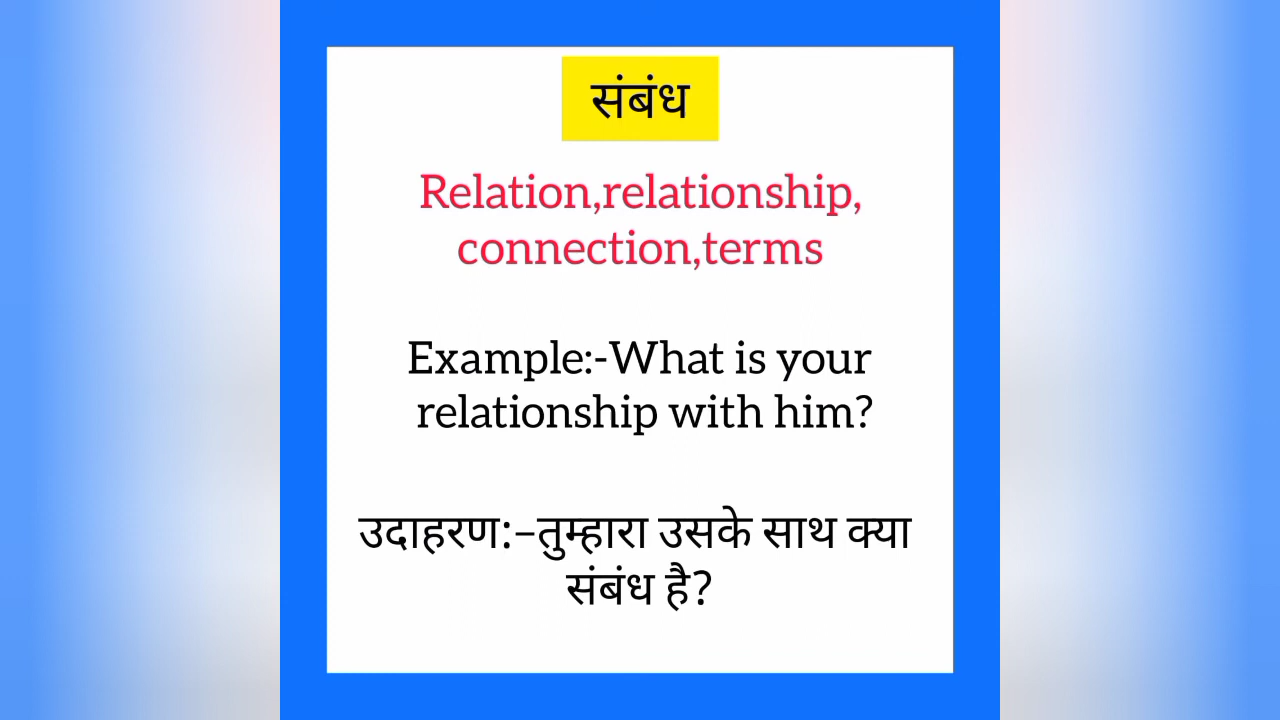 संबंध
Relation,relationship,
connection,terms
Example:-What is your
relationship with him?
उदाहरण:–तुम्हारा उसके साथ क्या
संबंध है?